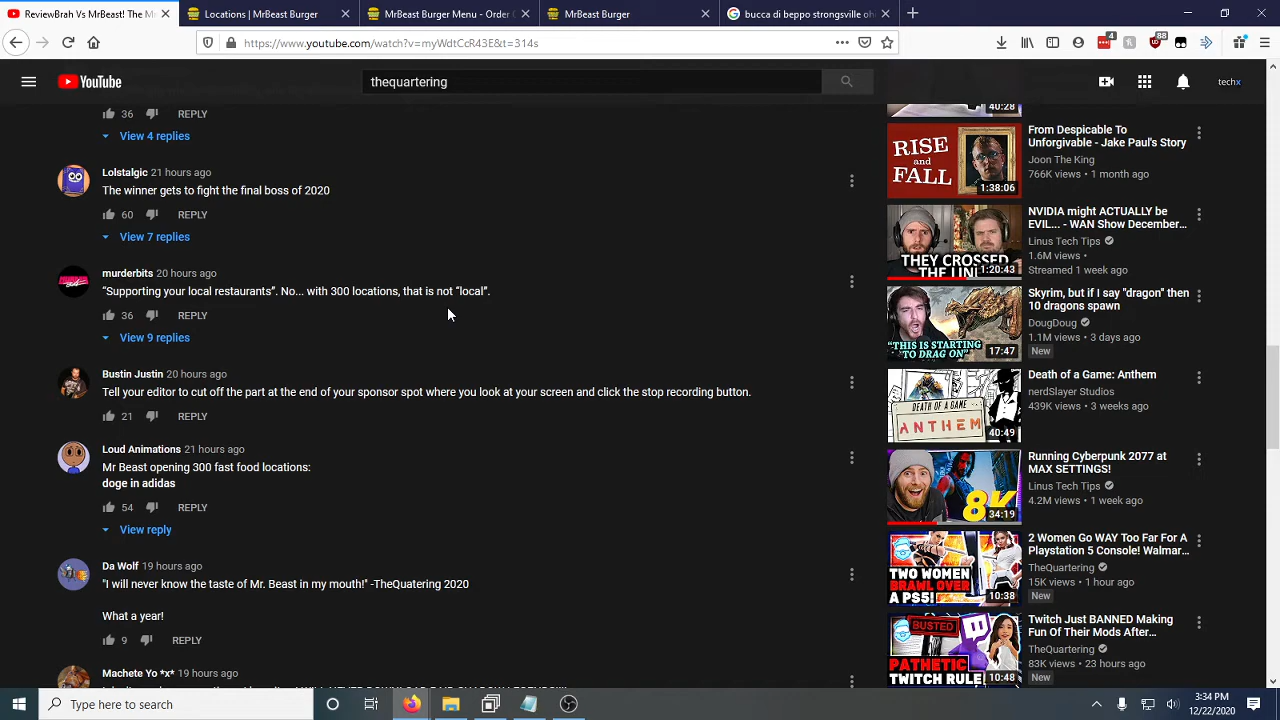 ReviewBrah Vs MrBeast! The M
Locations | MrBeast Burger
MrBeast Burger Menu - Order O
MrBeast Burger
bucca di beppo strongsville oh
https://www.youtube.com/watch?v=myWdtCcR43E&t=314s
4
88
YouTube
thequartering
techx
36 REPLY
View 4 replies
Lolstalgic 21 hours ago
The winner gets to fight the final boss of 2020
60 REPLY
View 7 replies
murderbits 20 hours ago
“Supporting your local restaurants”. No... with 300 locations, that is not “local”.
36 REPLY
View 9 replies
Bustin Justin 20 hours ago
Tell your editor to cut off the part at the end of your sponsor spot where you look at your screen and click the stop recording button.
21 REPLY
Loud Animations 21 hours ago
Mr Beast opening 300 fast food locations:
doge in adidas
54 REPLY
View reply
Da Wolf 19 hours ago
"I will never know the taste of Mr. Beast in my mouth!" -TheQuatering 2020
What a year!
9 REPLY
Machete Yo *x* 19 hours ago
40:28
RISE
and
FALL
1:38:06
From Despicable To
Unforgivable - Jake Paul's Story
Joon The King
766K views • 1 month ago
THEY CROSSED
THE LINE
1:20:43
NVIDIA might ACTUALLY be
EVIL... - WAN Show December...
Linus Tech Tips
1.6M views •
Streamed 1 week ago
"THIS IS STARTING
TO DRAG ON"
17:47
Skyrim, but if I say "dragon" then
10 dragons spawn
DougDoug
1.1M views • 3 days ago
New
DEATH OF A GAME:
ANTHEM
40:49
Death of a Game: Anthem
nerdSlayer Studios
439K views • 3 weeks ago
8K
34:19
Running Cyberpunk 2077 at
MAX SETTINGS!
Linus Tech Tips
4.2M views • 1 week ago
TWO WOMEN
BRAWL OVER
A PS5!
10:38
2 Women Go WAY Too Far For A
Playstation 5 Console! Walmar...
TheQuartering
15K views • 1 hour ago
New
BUSTED
PATHETIC
TWITCH RULE
10:48
Twitch Just BANNED Making
Fun Of Their Mods After...
TheQuartering
83K views • 23 hours ago
New
Type here to search
3:34 PM
12/22/2020